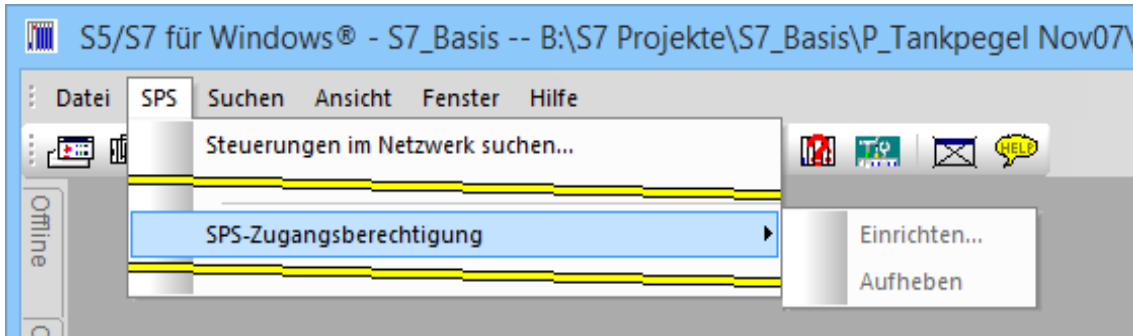 S5/S7 für Windows® - S7_Basis -- B:\S7 Projekte\S7_Basis\P_Tankpegel Nov07\
Datei SPS Suchen Ansicht Fenster Hilfe
Steuerungen im Netzwerk suchen...
HELP
Offline
SPS-Zugangsberechtigung
Einrichten...
Aufheben